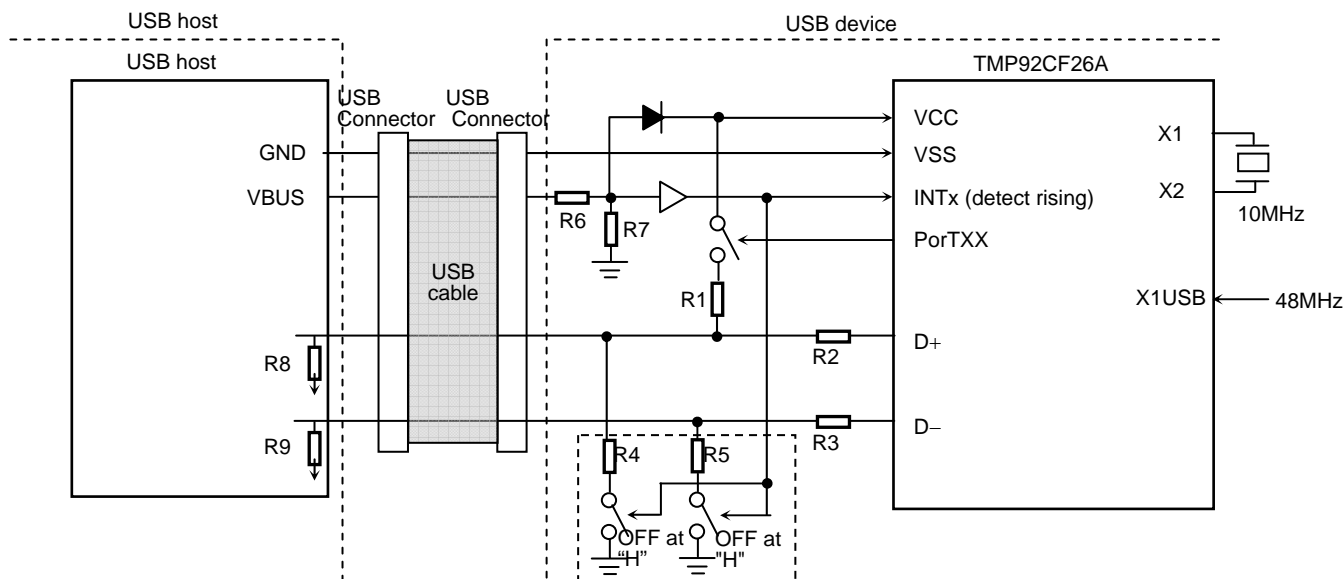 USB host
USB device
USB host
TMP92CF26A
USB
Connector
USB
Connector
VCC
X1
GND
VSS
VBUS
R6
R7
INTx (detect rising)
X2
10MHz
PorTXX
USB
cable
R1
X1USB
48MHz
R8
R2
D+
R9
R4
R5
R3
D−
OFF at
“H”
OFF at
"H"